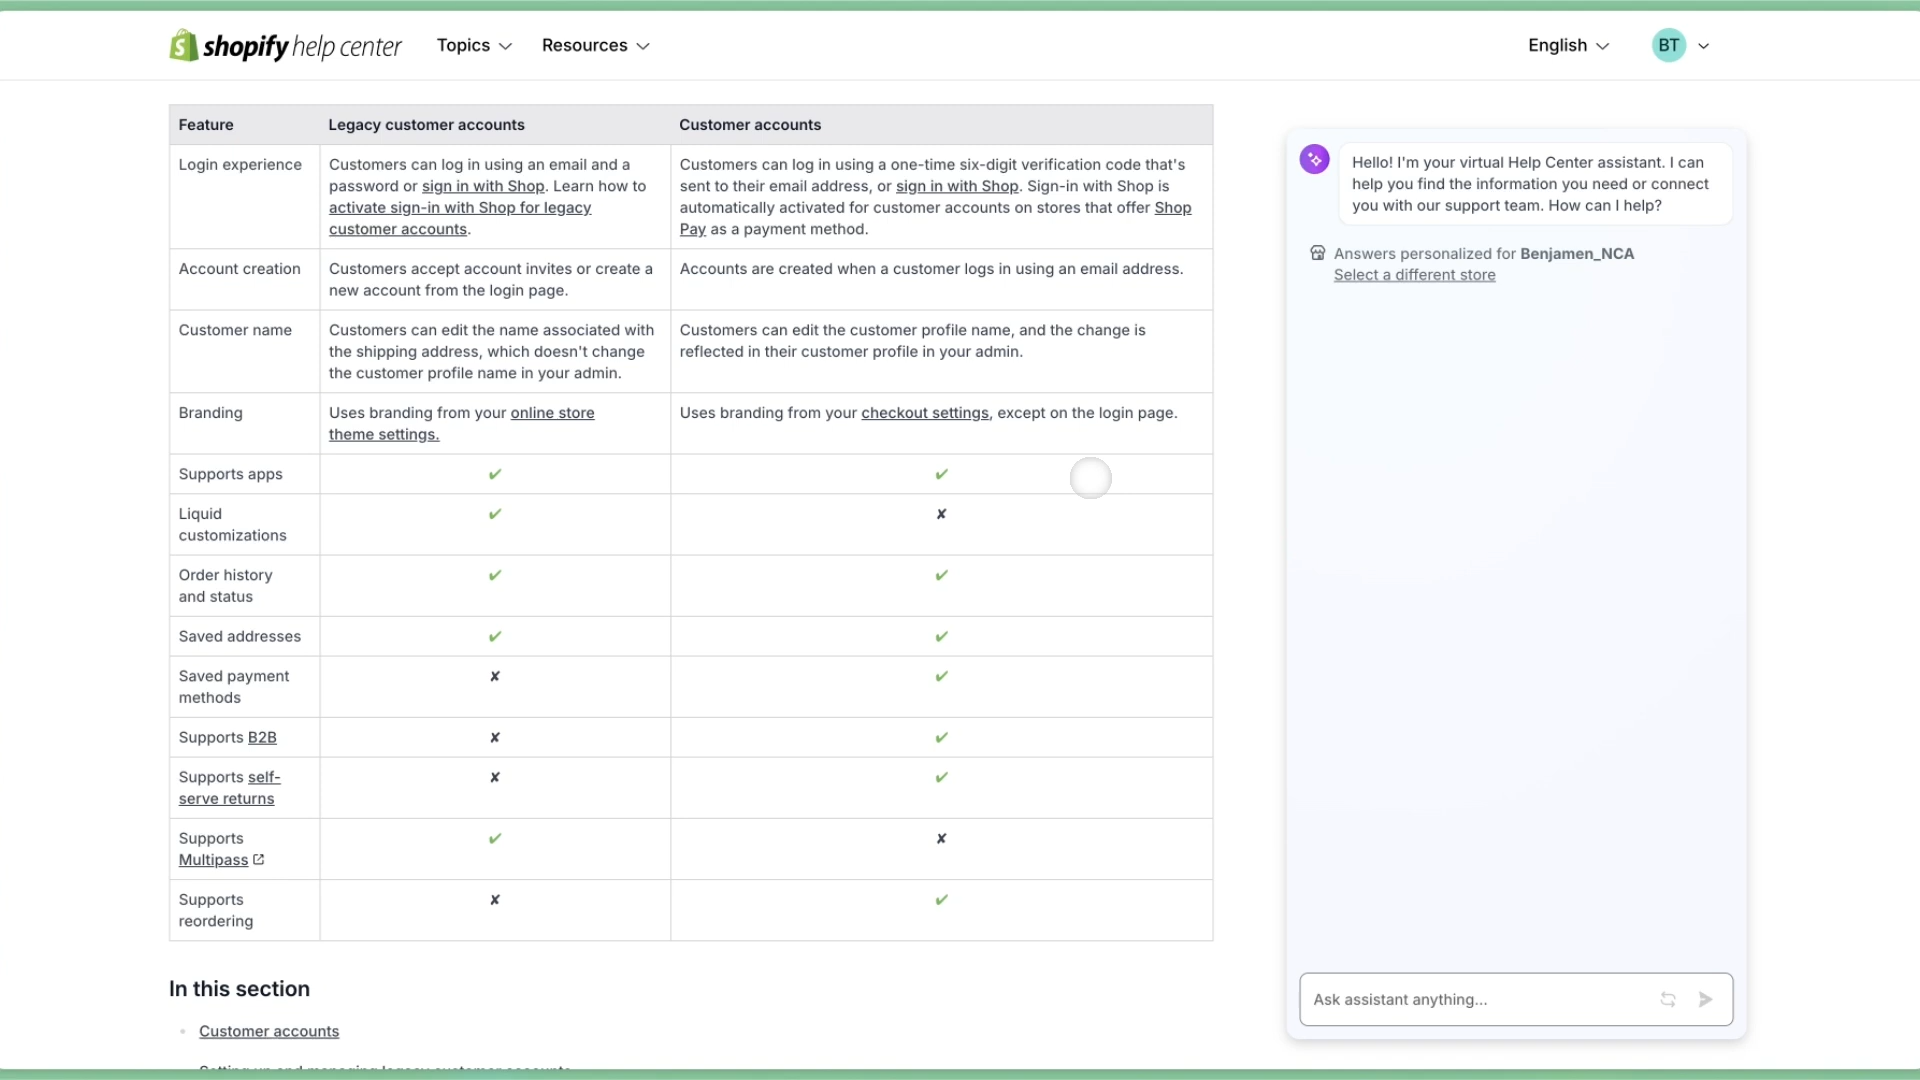 shopify help center
Topics
Resources
English
BT
Feature
Legacy customer accounts
Customer accounts
Login experience
Customers can log in using an email and a
password or sign in with Shop. Learn how to
activate sign-in with Shop for legacy
customer accounts.
Customers can log in using a one-time six-digit verification code that's
sent to their email address, or sign in with Shop. Sign-in with Shop is
automatically activated for customer accounts on stores that offer Shop
Pay as a payment method.
Account creation
Customers accept account invites or create a
new account from the login page.
Accounts are created when a customer logs in using an email address.
Customer name
Customers can edit the name associated with
the shipping address, which doesn't change
the customer profile name in your admin.
Customers can edit the customer profile name, and the change is
reflected in their customer profile in your admin.
Branding
Uses branding from your online store
theme settings.
Uses branding from your checkout settings, except on the login page.
Supports apps
✔ ✔
Liquid
customizations
✔ ✘
Order history
and status
✔ ✔
Saved addresses
✔ ✔
Saved payment
methods
✘ ✔
Supports B2B
✘ ✔
Supports self-
serve returns
✘ ✔
Supports
Multipass
✔ ✘
Supports
reordering
✘ ✔
In this section
• Customer accounts
Setting up and managing legacy customer accounts
Hello! I'm your virtual Help Center assistant. I can
help you find the information you need or connect
you with our support team. How can I help?
Answers personalized for Benjamen_NCA
Select a different store
Ask assistant anything...